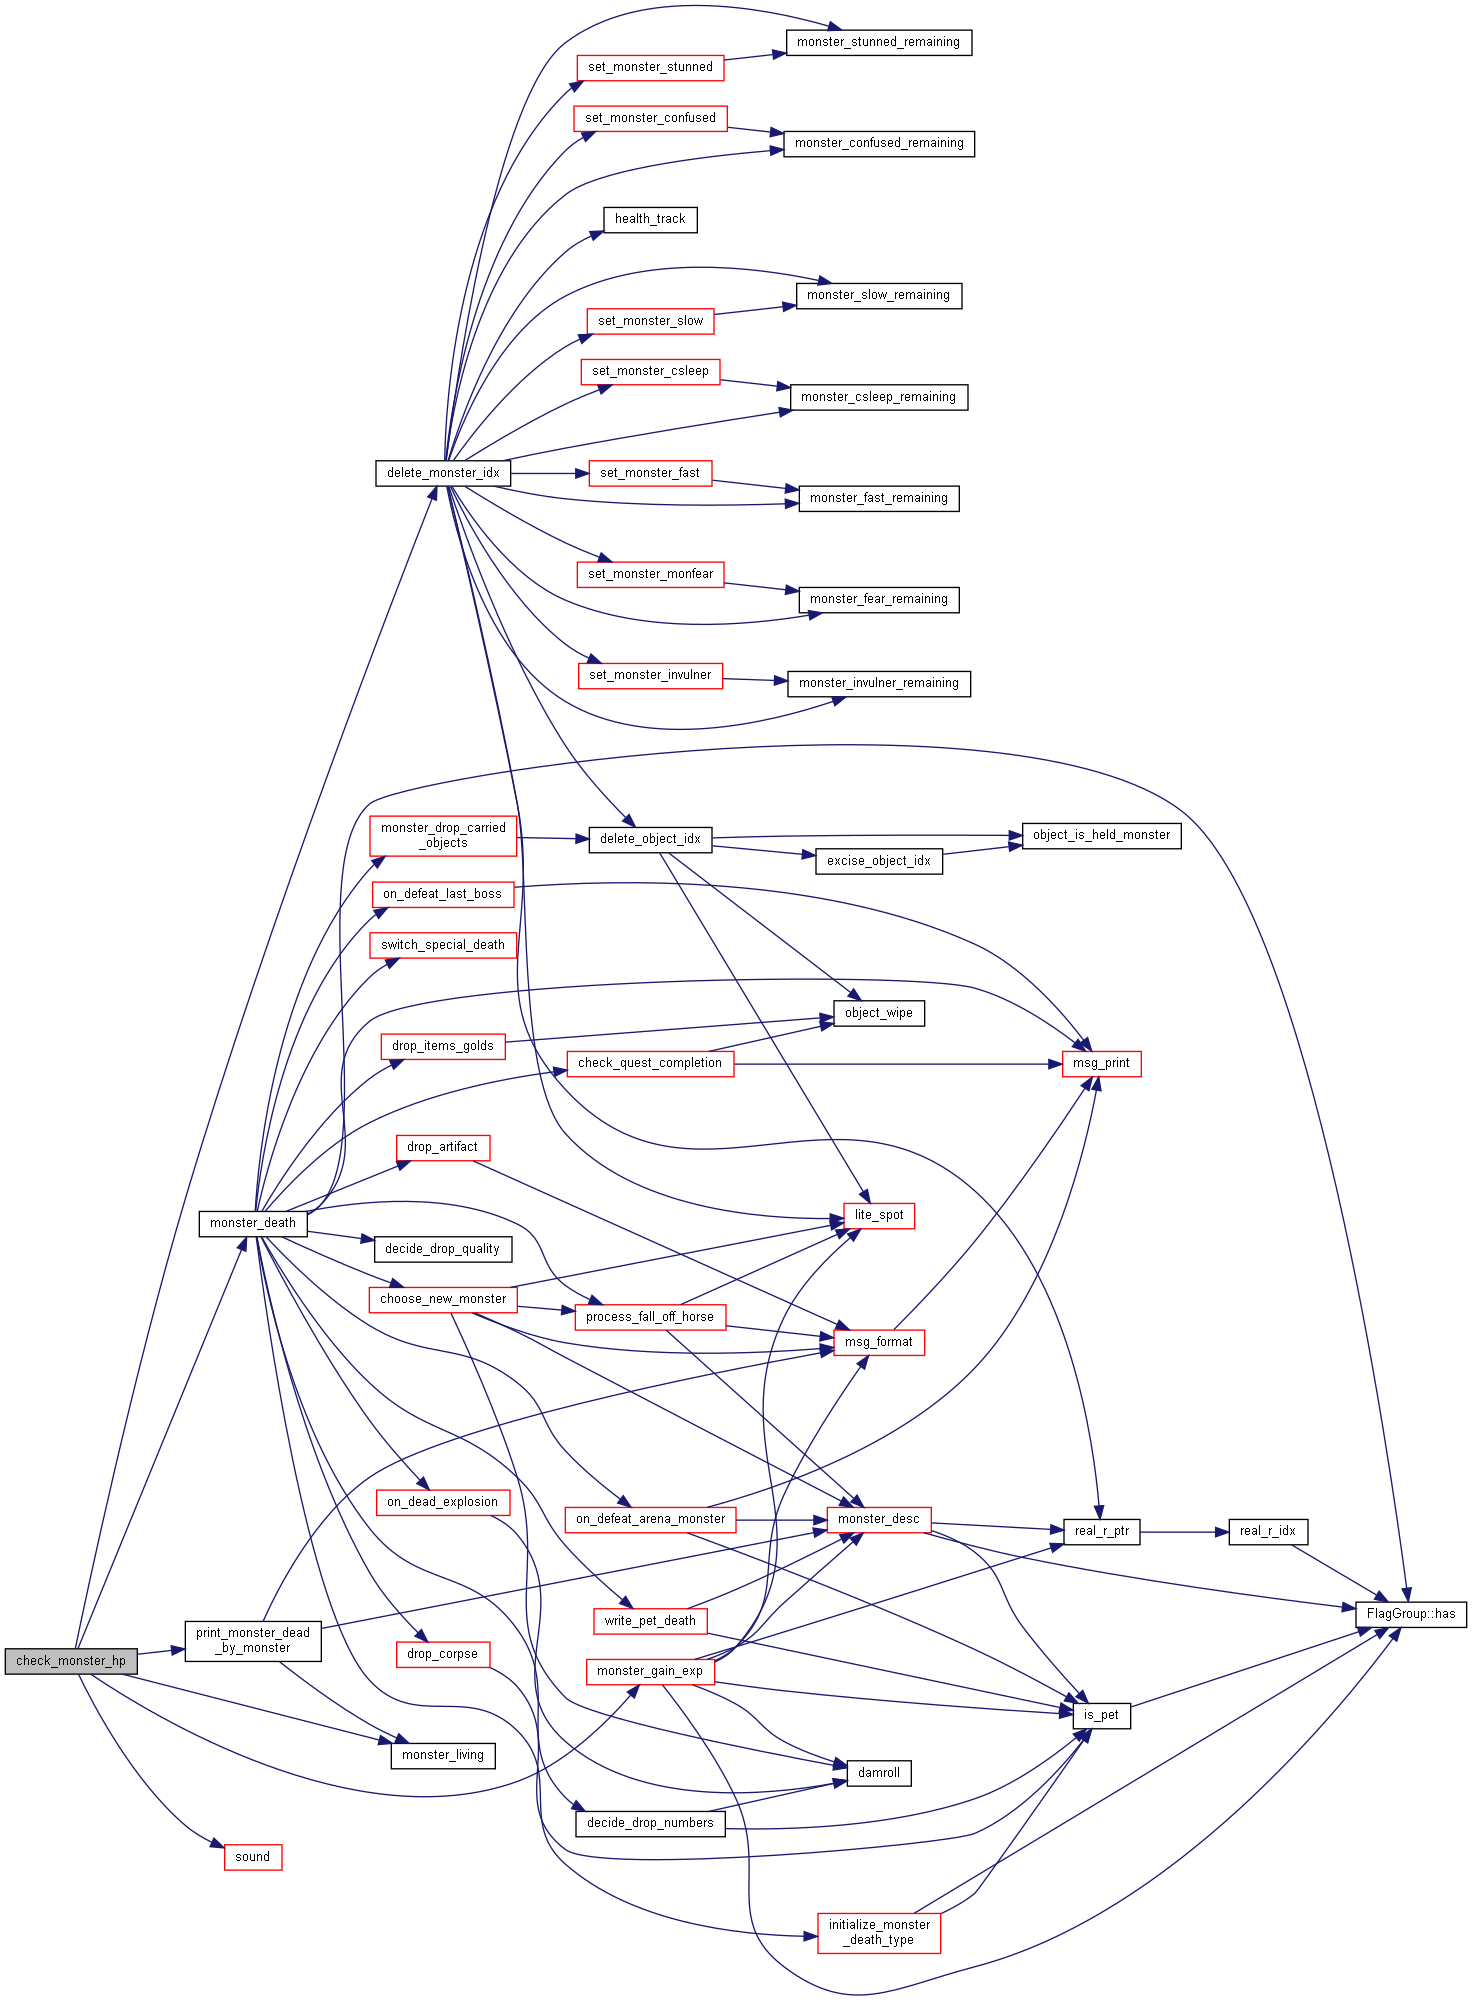 monster_stunned_remaining
set_monster_stunned
set_monster_confused
monster_confused_remaining
health_track
monster_slow_remaining
set_monster_slow
set_monster_csleep
monster_csleep_remaining
delete_monster_idx
set_monster_fast
monster_fast_remaining
set_monster_monfear
monster_fear_remaining
set_monster_invulner
monster_invulner_remaining
monster_drop_carried
_objects
delete_object_idx
object_is_held_monster
excise_object_idx
on_defeat_last_boss
switch_special_death
object_wipe
drop_items_golds
check_quest_completion
msg_print
drop_artifact
lite_spot
monster_death
decide_drop_quality
choose_new_monster
process_fall_off_horse
msg_format
on_dead_explosion
on_defeat_arena_monster
monster_desc
real_r_ptr
real_r_idx
FlagGroup::has
write_pet_death
print_monster_dead
_by_monster
check_monster_hp
drop_corpse
monster_gain_exp
is_pet
monster_living
damroll
decide_drop_numbers
sound
initialize_monster
_death_type